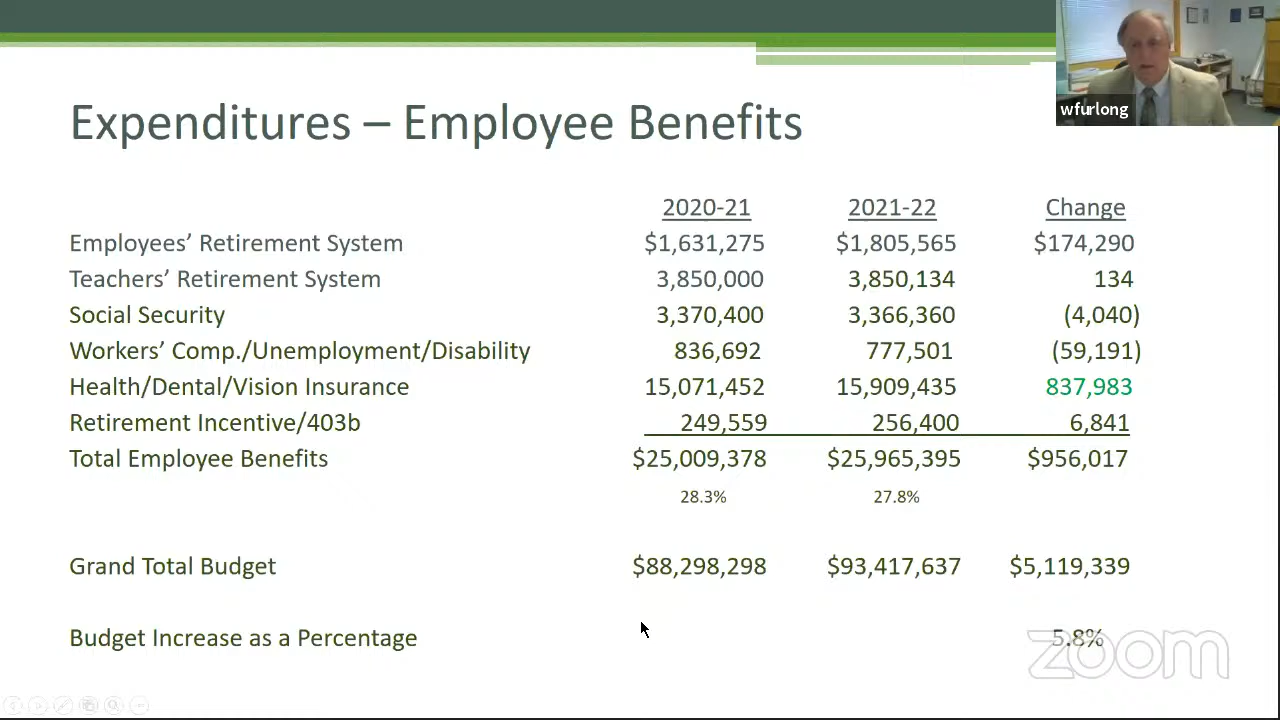 Expenditures – Employee Benefits
wfurlong
2020-21 2021-22 Change
Employees’ Retirement System $1,631,275 $1,805,565 $174,290
Teachers’ Retirement System 3,850,000 3,850,134 134
Social Security 3,370,400 3,366,360 (4,040)
Workers’ Comp./Unemployment/Disability 836,692 777,501 (59,191)
Health/Dental/Vision Insurance 15,071,452 15,909,435 837,983
Retirement Incentive/403b 249,559 256,400 6,841
Total Employee Benefits $25,009,378 $25,965,395 $956,017
28.3% 27.8%
Grand Total Budget $88,298,298 $93,417,637 $5,119,339
Budget Increase as a Percentage 5.8%
zoom